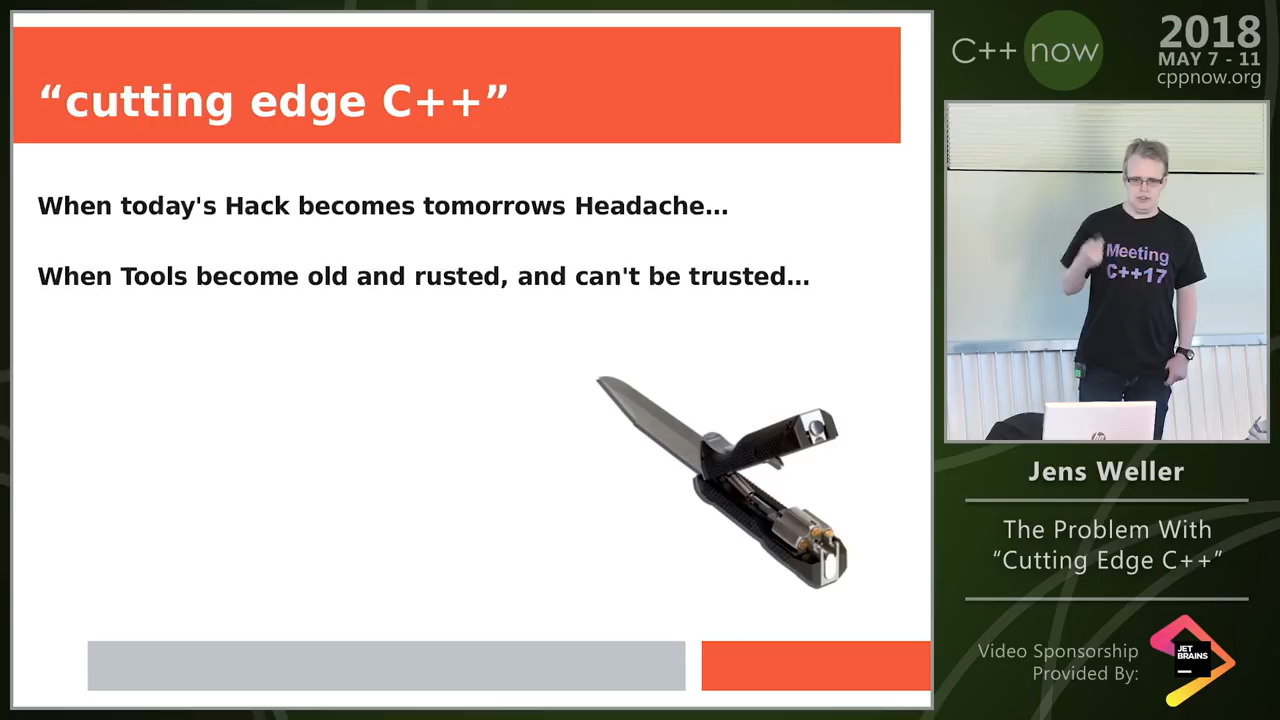 “cutting edge C++”
When today's Hack becomes tomorrows Headache...
When Tools become old and rusted, and can't be trusted...
C++ now
2018
MAY 7 - 11
cppnow.org
Meeting
C++17
hp
Jens Weller
The Problem With
“Cutting Edge C++”
Video Sponsorship
Provided By:
JET
BRAINS